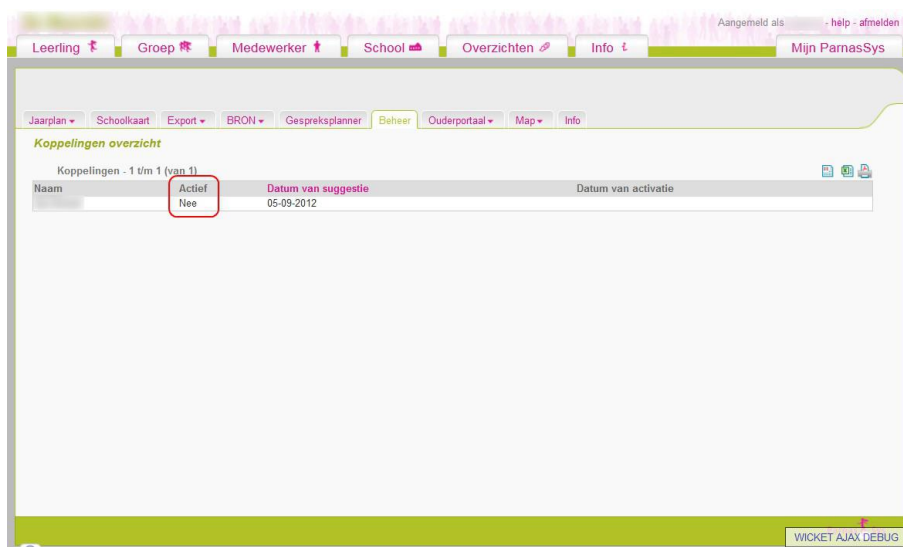 Aangemeld als - help - afmelden
Leerling Groep Medewerker School Overzichten Info i Mijn ParnasSys
Jaarplan Schoolkaart Export BRON Gespreksplanner Beheer Ouderportaal Map Info
Koppelingen overzicht
Koppelingen - 1 t/m 1 (van 1)
Naam Actief Datum van suggestie Datum van activatie
Nee 05-09-2012
WICKET AJAX DEBUG